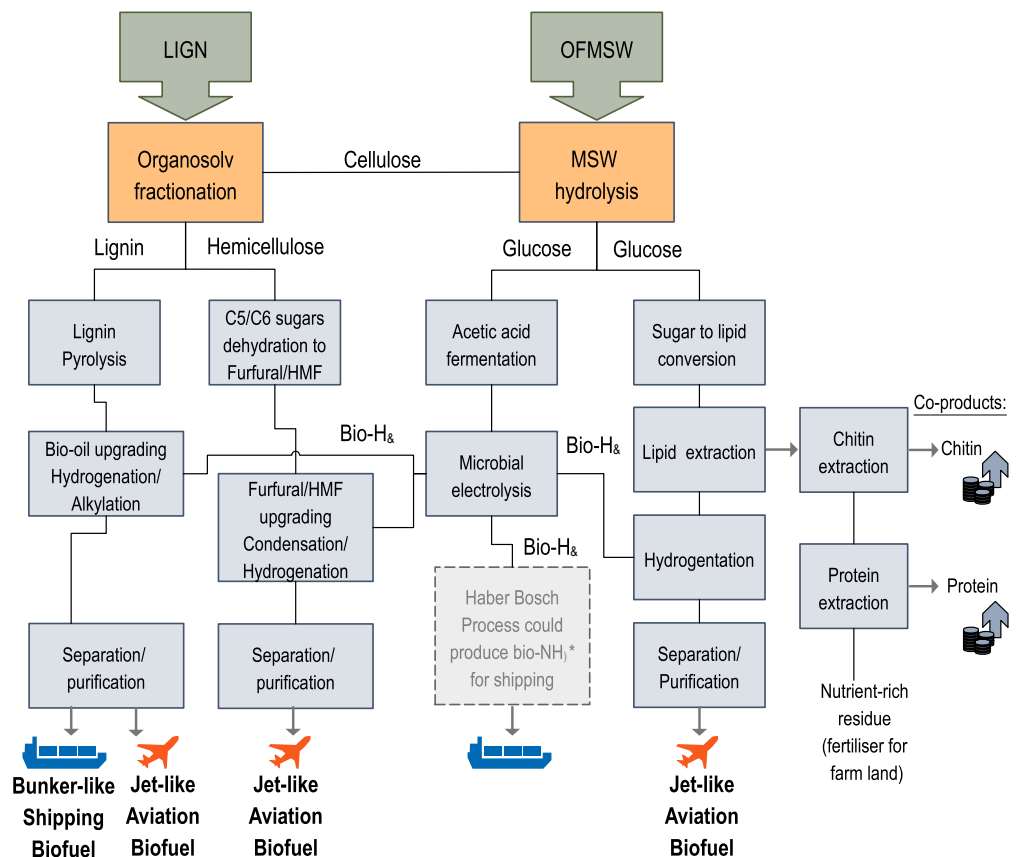 LIGN
OFMSW
Organosolv
fractionation
Cellulose
MSW
hydrolysis
Lignin
Hemicellulose
Glucose
Glucose
Lignin
Pyrolysis
C5/C6 sugars
dehydration to
Furfural/HMF
Acetic acid
fermentation
Sugar to lipid
conversion
Co-products:
Bio-oil upgrading
Hydrogenation/
Alkylation
Bio-H&
Microbial
electrolysis
Bio-H&
Lipid extraction
Chitin
extraction
Chitin
Furfural/HMF
upgrading
Condensation/
Hydrogenation
Bio-H&
Hydrogentation
Protein
extraction
Protein
Haber Bosch
Process could
produce bio-NH)*
for shipping
Separation/
purification
Separation/
purification
Separation/
Purification
Nutrient-rich
residue
(fertiliser for
farm land)
Bunker-like
Shipping
Biofuel
Jet-like
Aviation
Biofuel
Jet-like
Aviation
Biofuel
Jet-like
Aviation
Biofuel